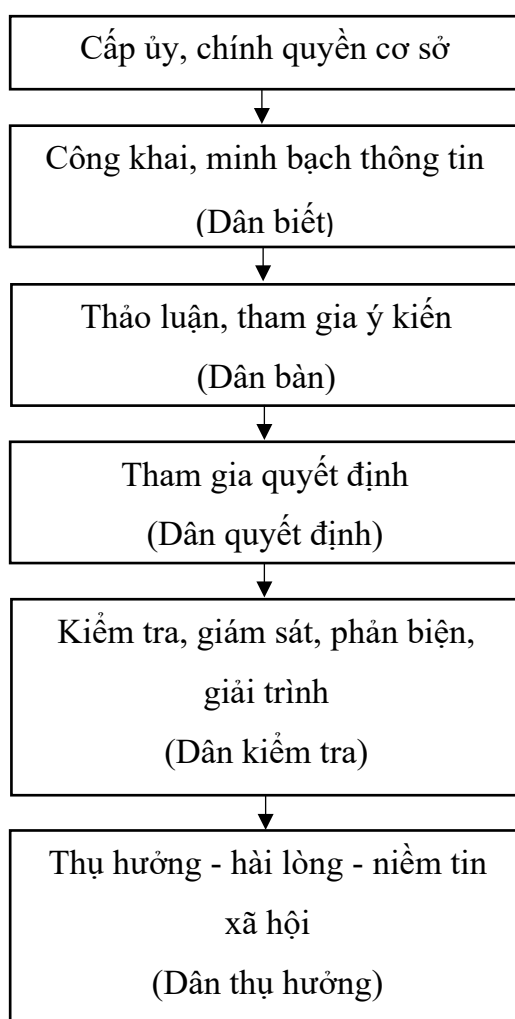 Cấp ủy, chính quyền cơ sở
Công khai, minh bạch thông tin
(Dân biết)
Thảo luận, tham gia ý kiến
(Dân bàn)
Tham gia quyết định
(Dân quyết định)
Kiểm tra, giám sát, phản biện,
giải trình
(Dân kiểm tra)
Thụ hưởng - hài lòng - niềm tin
xã hội
(Dân thụ hưởng)